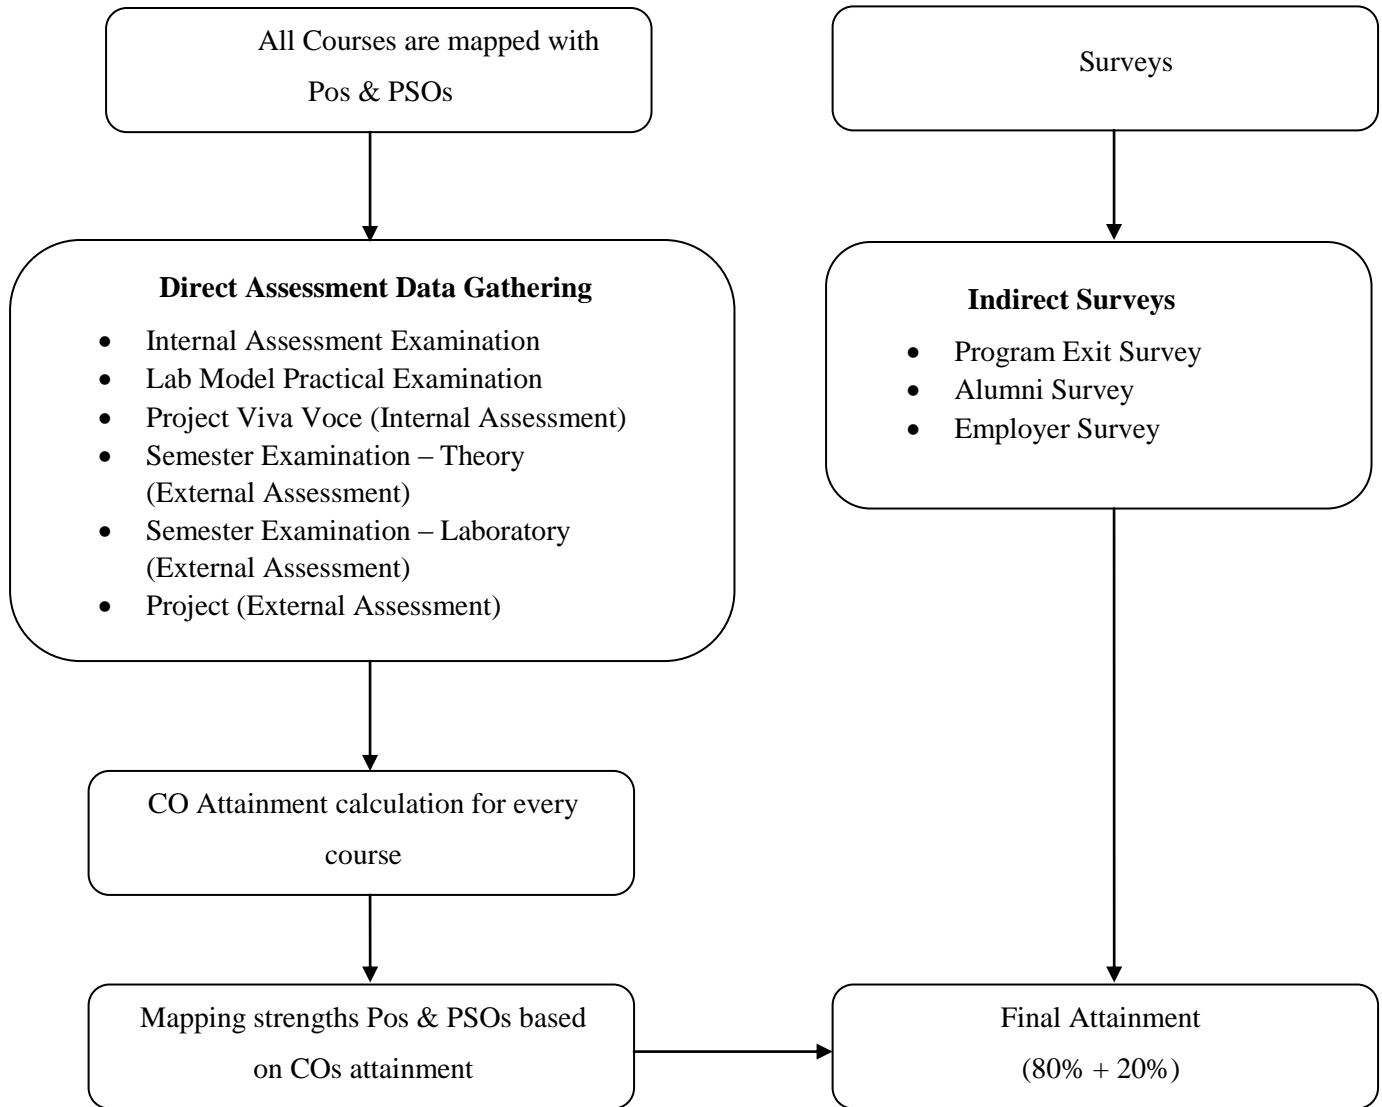 All Courses are mapped with
Pos & PSOs
Surveys
Direct Assessment Data Gathering
• Internal Assessment Examination
• Lab Model Practical Examination
• Project Viva Voce (Internal Assessment)
• Semester Examination – Theory
(External Assessment)
• Semester Examination – Laboratory
(External Assessment)
• Project (External Assessment)
Indirect Surveys
• Program Exit Survey
• Alumni Survey
• Employer Survey
CO Attainment calculation for every
course
Mapping strengths Pos & PSOs based
on COs attainment
Final Attainment
(80% + 20%)